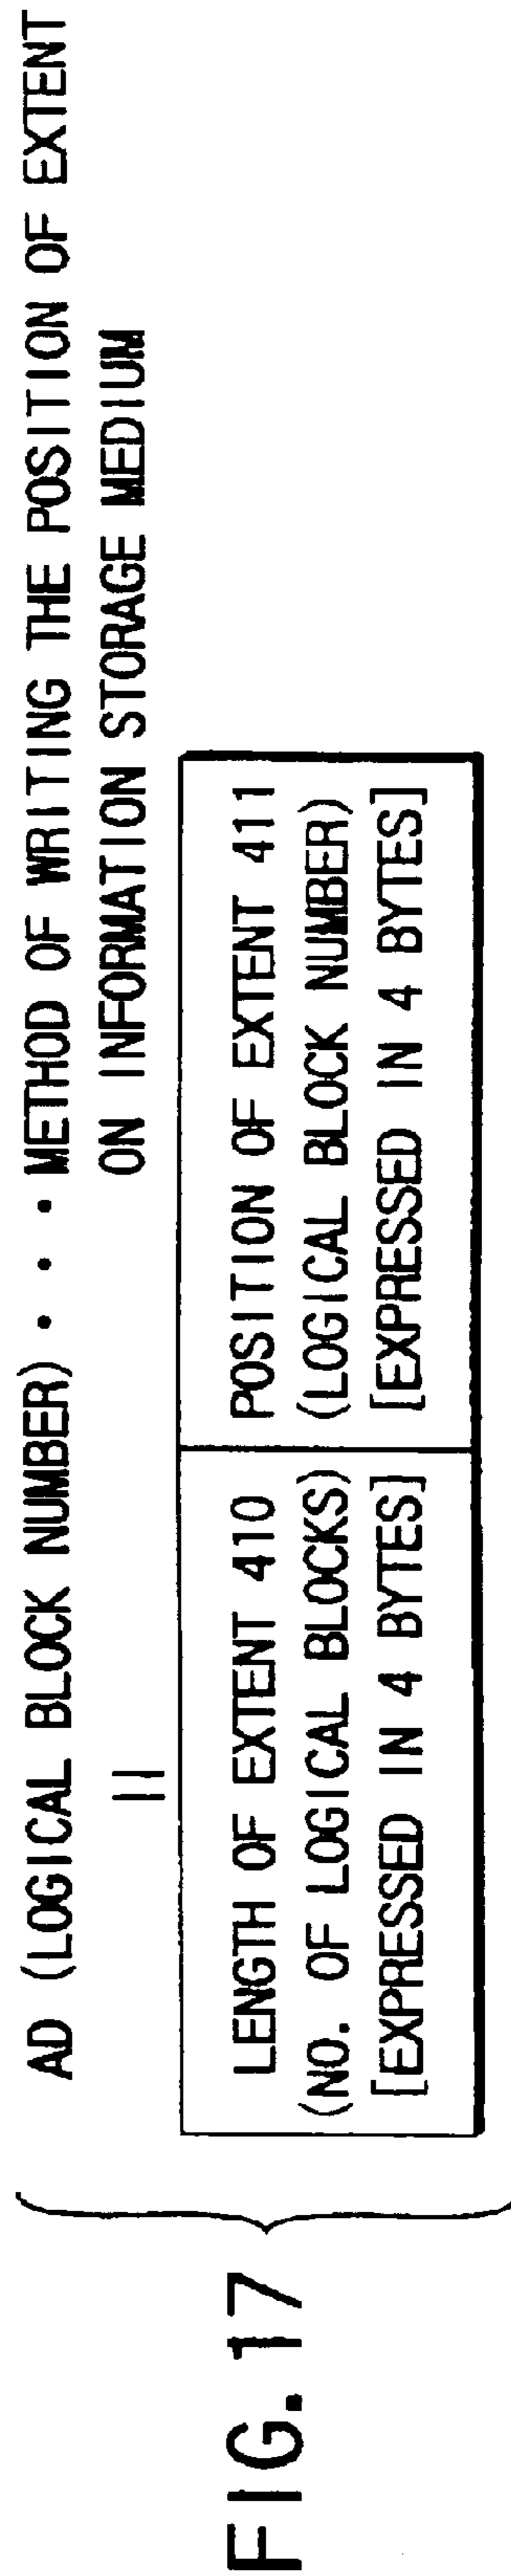 FIG. 17
AD (LOGICAL BLOCK NUMBER) • • • METHOD OF WRITING THE POSITION OF EXTENT
ON INFORMATION STORAGE MEDIUM
=
LENGTH OF EXTENT 410
(NO. OF LOGICAL BLOCKS)
[EXPRESSED IN 4 BYTES]
POSITION OF EXTENT 411
(LOGICAL BLOCK NUMBER)
[EXPRESSED IN 4 BYTES]